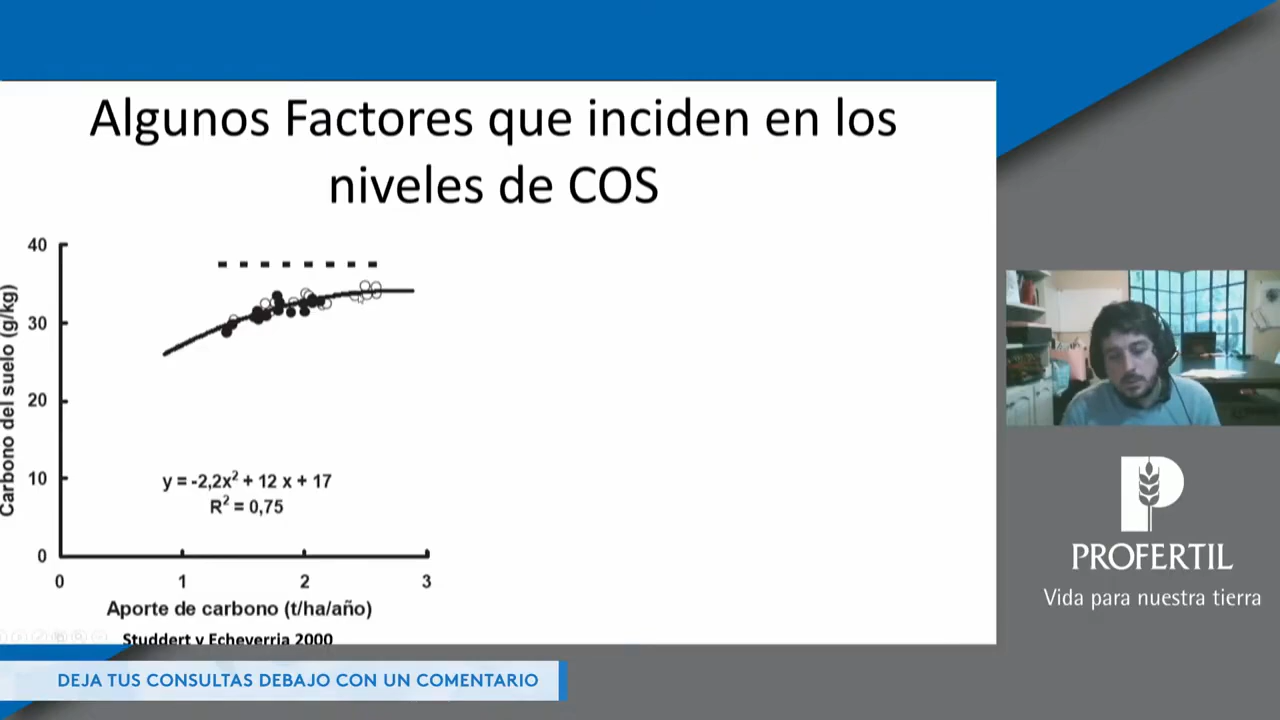 Algunos Factores que inciden en los
niveles de COS
40
30
20
10
0
Carbono del suelo (g/kg)
y = -2,2x² + 12 x + 17
R² = 0,75
0 1 2 3
Aporte de carbono (t/ha/año)
Studdert y Echeverria 2000
PROFERTIL
Vida para nuestra tierra
DEJA TUS CONSULTAS DEBAJO CON UN COMENTARIO